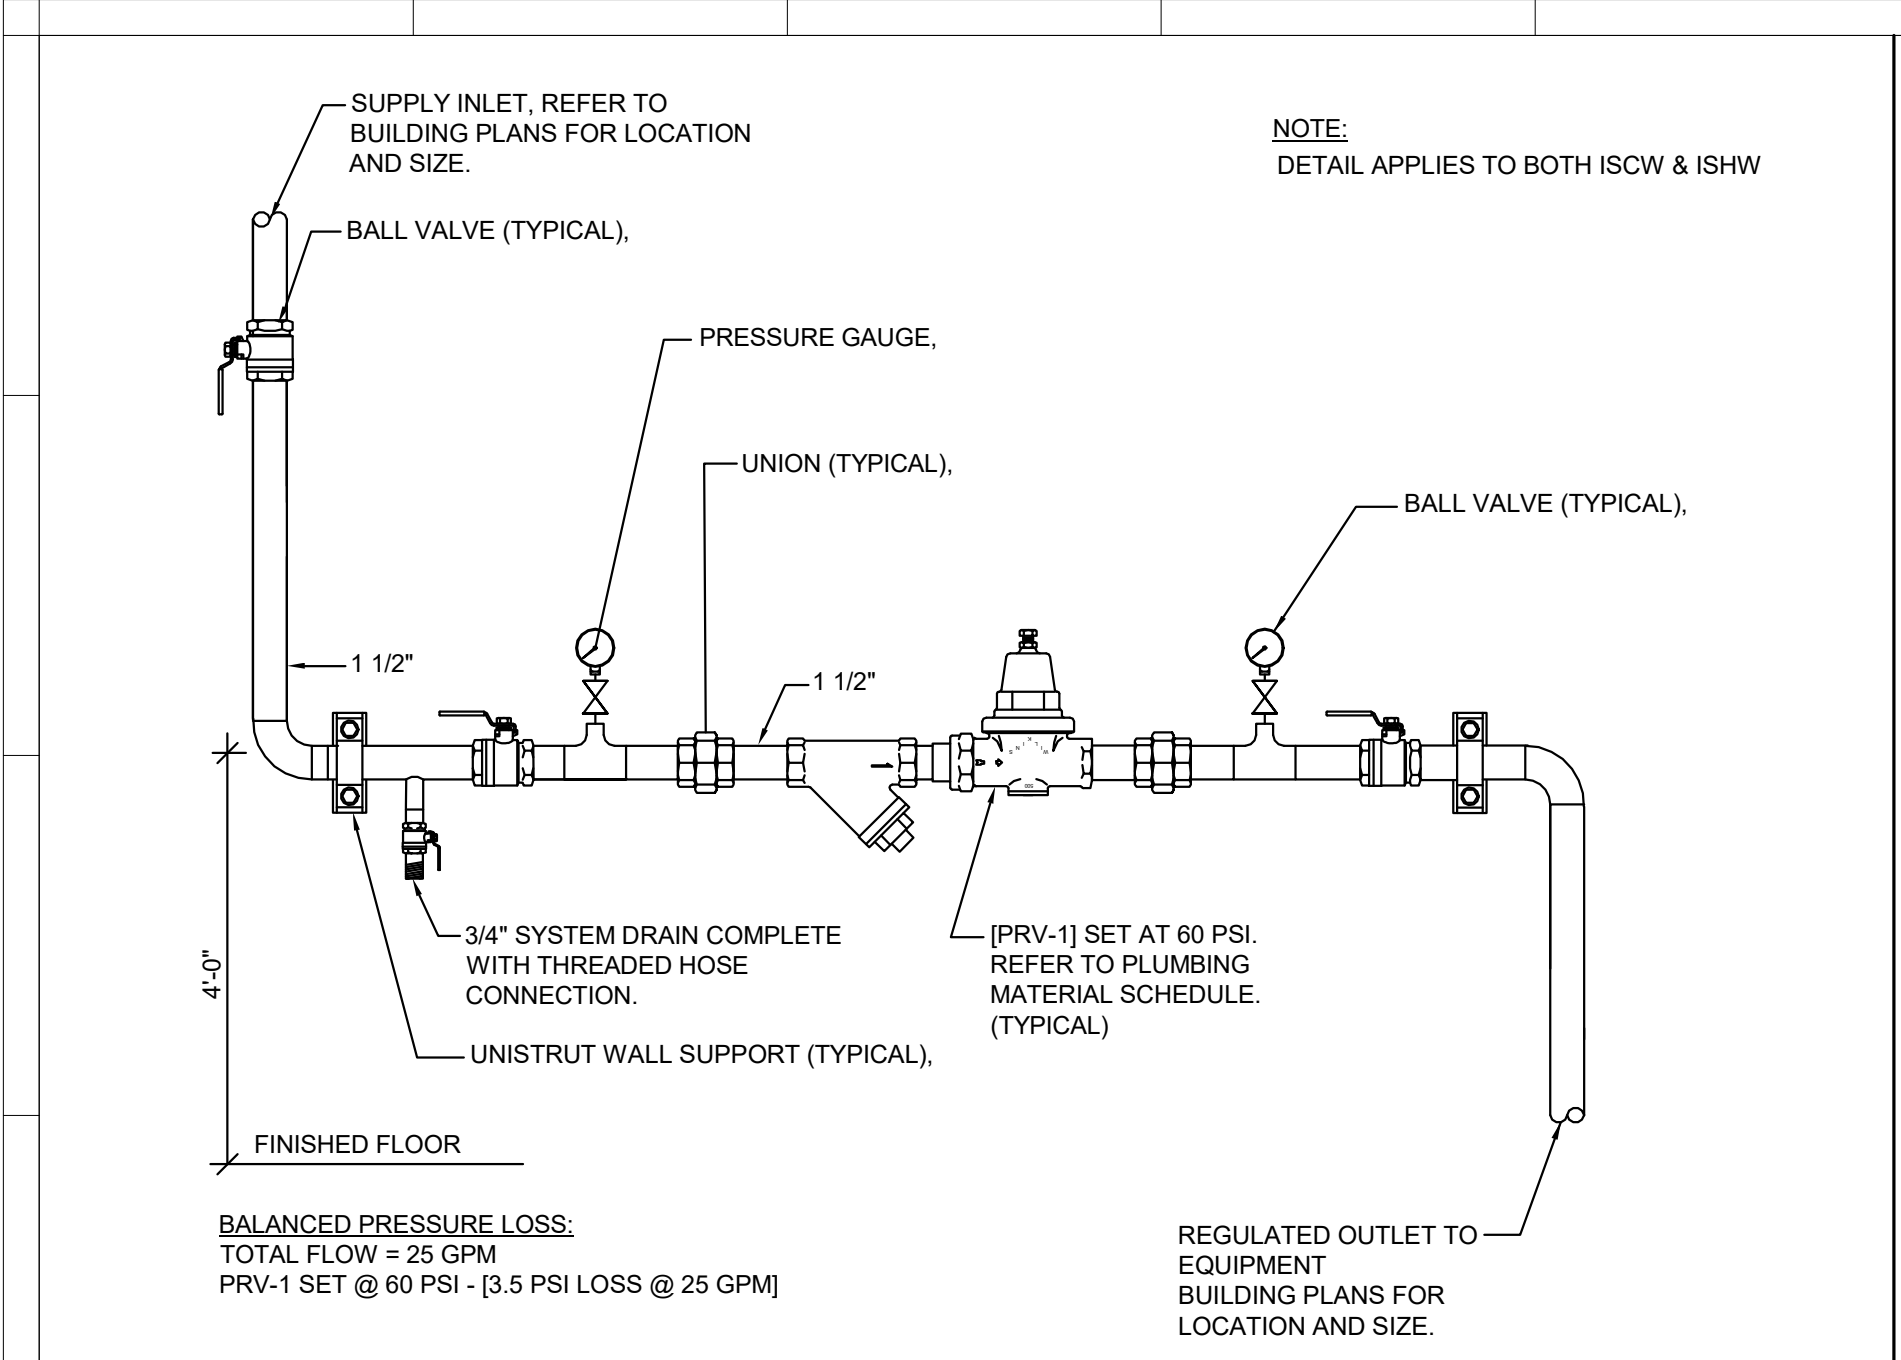 SUPPLY INLET, REFER TO
BUILDING PLANS FOR LOCATION
AND SIZE.
NOTE:
DETAIL APPLIES TO BOTH ISCW & ISHW
BALL VALVE (TYPICAL),
PRESSURE GAUGE,
UNION (TYPICAL),
BALL VALVE (TYPICAL),
1 1/2"
1 1/2"
WILKINS
500
3/4" SYSTEM DRAIN COMPLETE
WITH THREADED HOSE
CONNECTION.
[PRV-1] SET AT 60 PSI.
REFER TO PLUMBING
MATERIAL SCHEDULE.
(TYPICAL)
4'-0"
UNISTRUT WALL SUPPORT (TYPICAL),
FINISHED FLOOR
BALANCED PRESSURE LOSS:
TOTAL FLOW = 25 GPM
PRV-1 SET @ 60 PSI - [3.5 PSI LOSS @ 25 GPM]
REGULATED OUTLET TO
EQUIPMENT
BUILDING PLANS FOR
LOCATION AND SIZE.